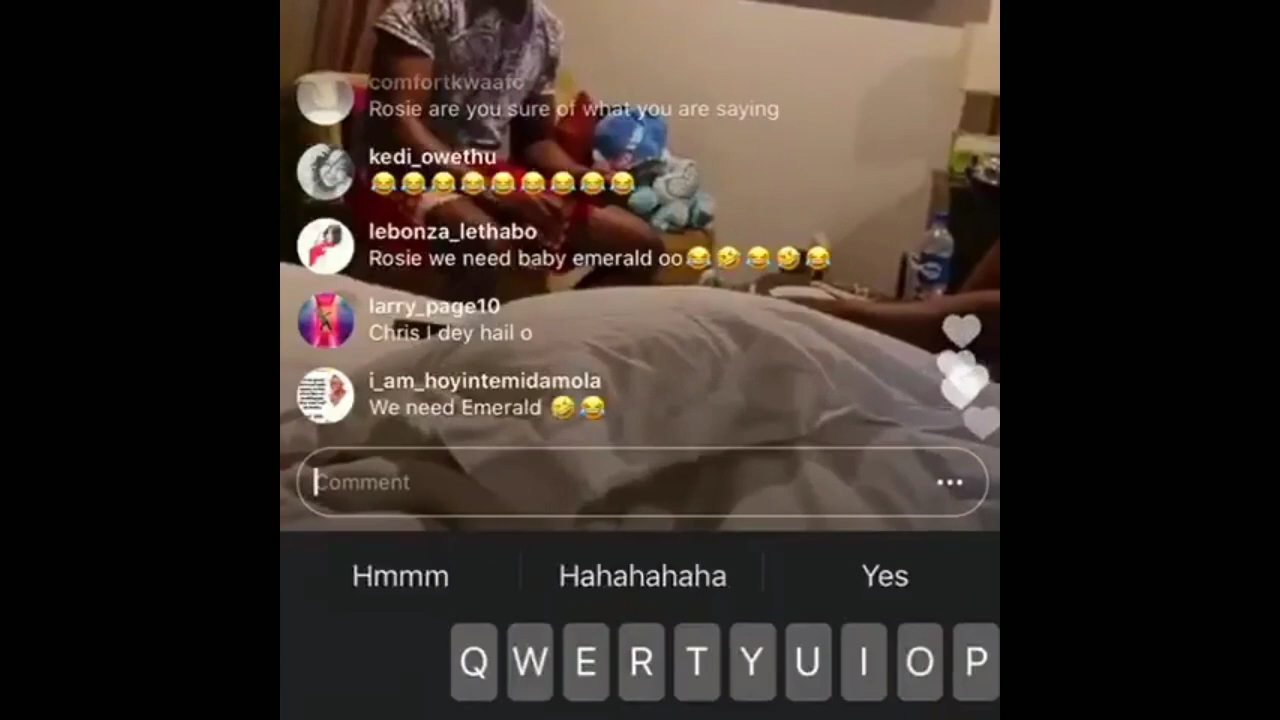 comfortkwaafo
Rosie are you sure of what you are saying
kedi_owethu
😂😂😂😂😂😂😂😂😂
lebonza_lethabo
Rosie we need baby emerald oo😂🤣😂🤣😂
larry_page10
Chris I dey hail o
i_am_hoyintemidamola
We need Emerald 🤣😂
Comment
Hmmm Hahahahaha Yes
Q W E R T Y U I O P